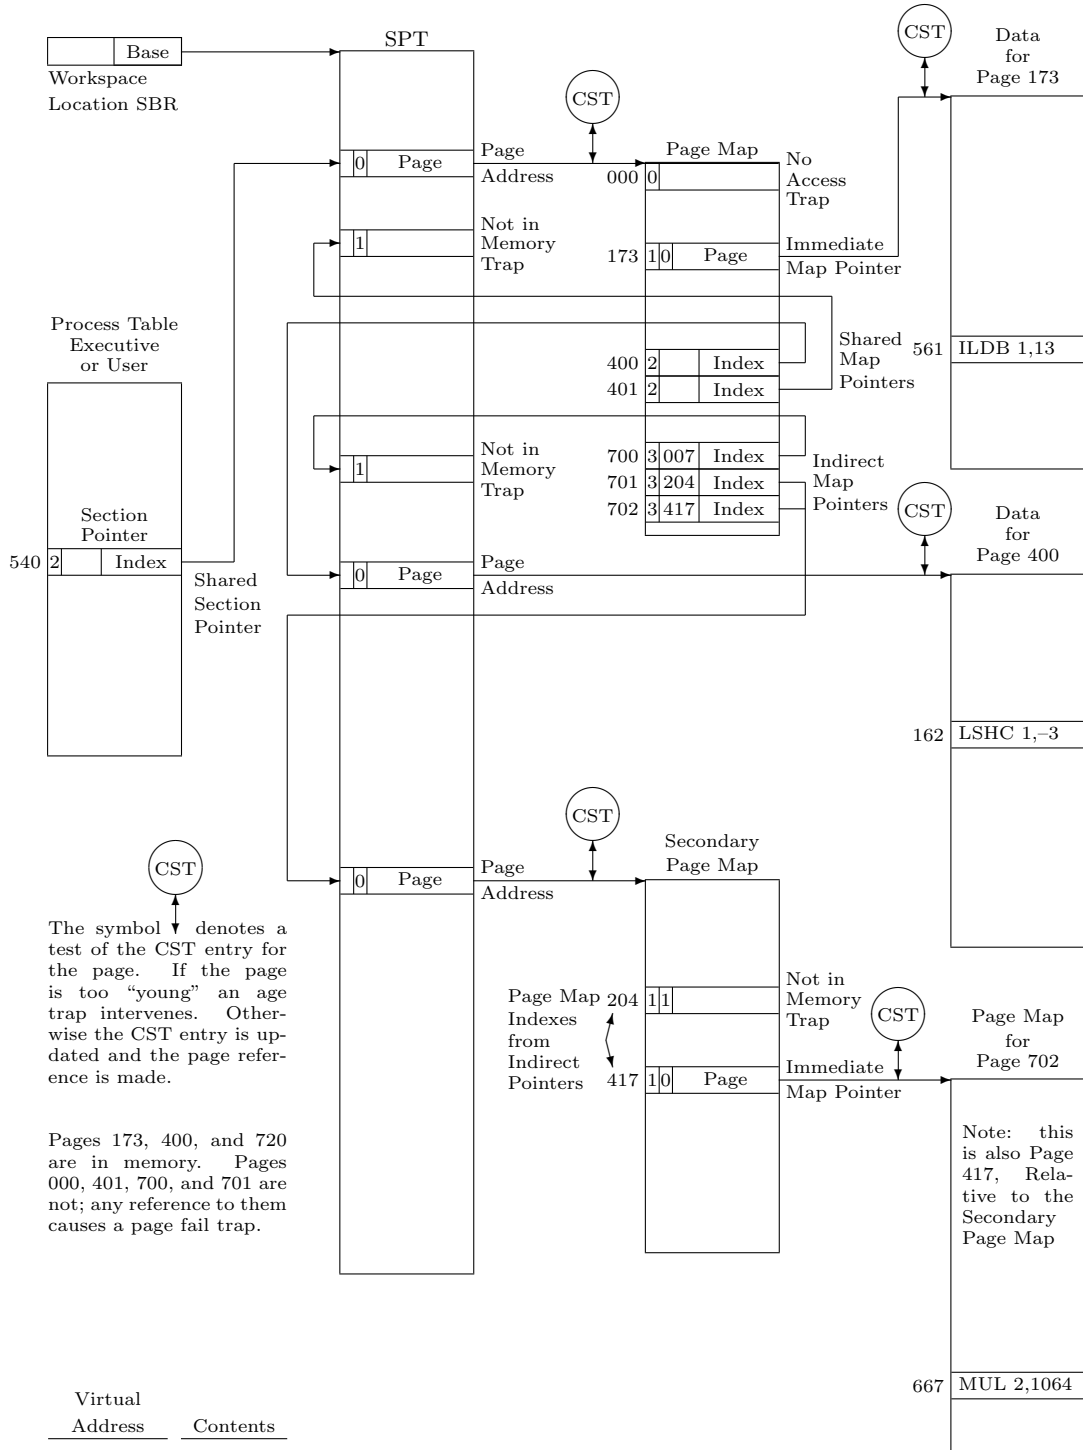 SPT
Base
Workspace
Location SBR
CST
Data
for
Page 173
CST
0 Page
Page
Address
Page Map
000 0
No
Access
Trap
1
Not in
Memory
Trap
173 1 0 Page
Immediate
Map Pointer
Process Table
Executive
or User
Shared
Map
Pointers
561 ILDB 1,13
400 2 Index
401 2 Index
1
Not in
Memory
Trap
700 3 007 Index
701 3 204 Index
702 3 417 Index
Indirect
Map
Pointers
CST
Data
for
Page 400
Section
Pointer
540 2 Index
Shared
Section
Pointer
0 Page
Page
Address
162 LSHC 1,–3
CST
Secondary
Page Map
0 Page
Page
Address
CST
The symbol denotes a
test of the CST entry for
the page. If the page
is too “young” an age
trap intervenes. Other-
wise the CST entry is up-
dated and the page refer-
ence is made.
Page Map
Indexes
from
Indirect
Pointers
204 1 1
Not in
Memory
Trap
417 1 0 Page
Immediate
Map Pointer
CST
Page Map
for
Page 702
Pages 173, 400, and 720
are in memory. Pages
000, 401, 700, and 701 are
not; any reference to them
causes a page fail trap.
Note: this
is also Page
417, Rela-
tive to the
Secondary
Page Map
667 MUL 2,1064
Virtual
Address Contents